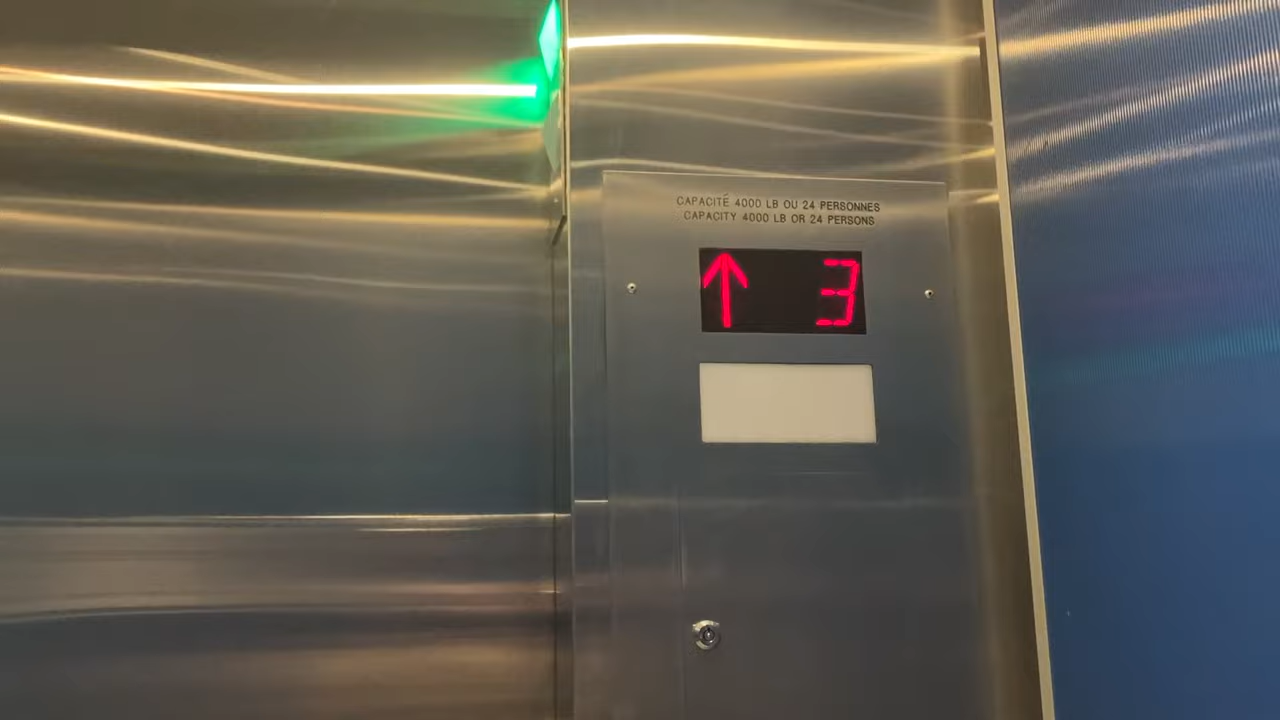 CAPACITÉ 4000 LB OU 24 PERSONNES
CAPACITY 4000 LB OR 24 PERSONS
↑ 3